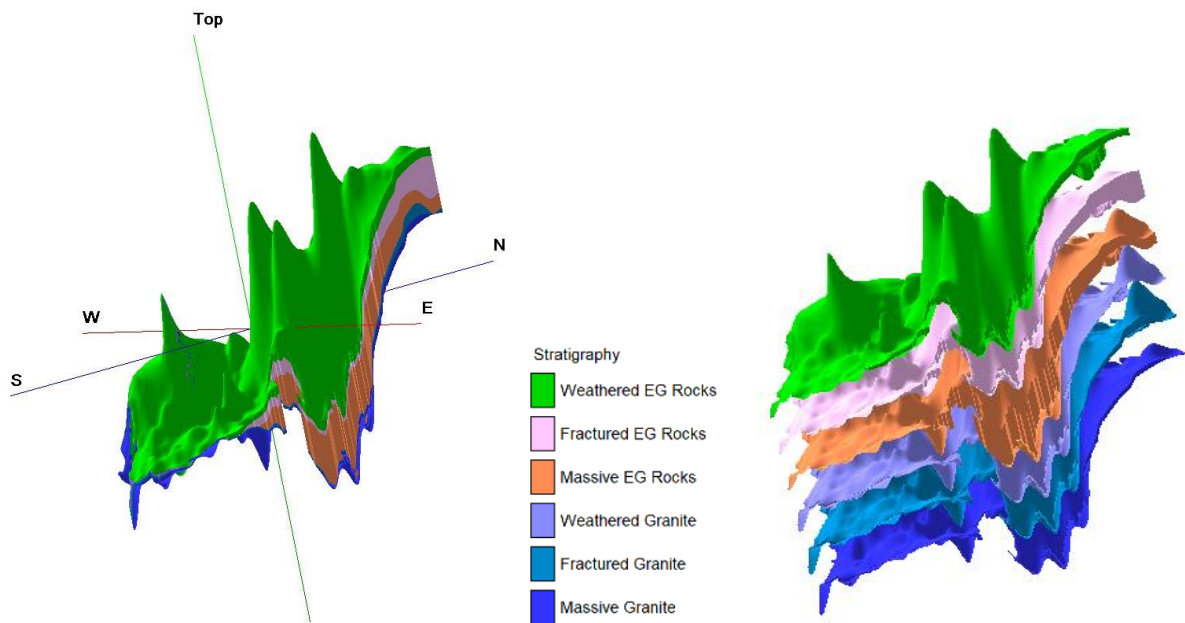 Top
N
W
E
S
Stratigraphy
Weathered EG Rocks
Fractured EG Rocks
Massive EG Rocks
Weathered Granite
Fractured Granite
Massive Granite